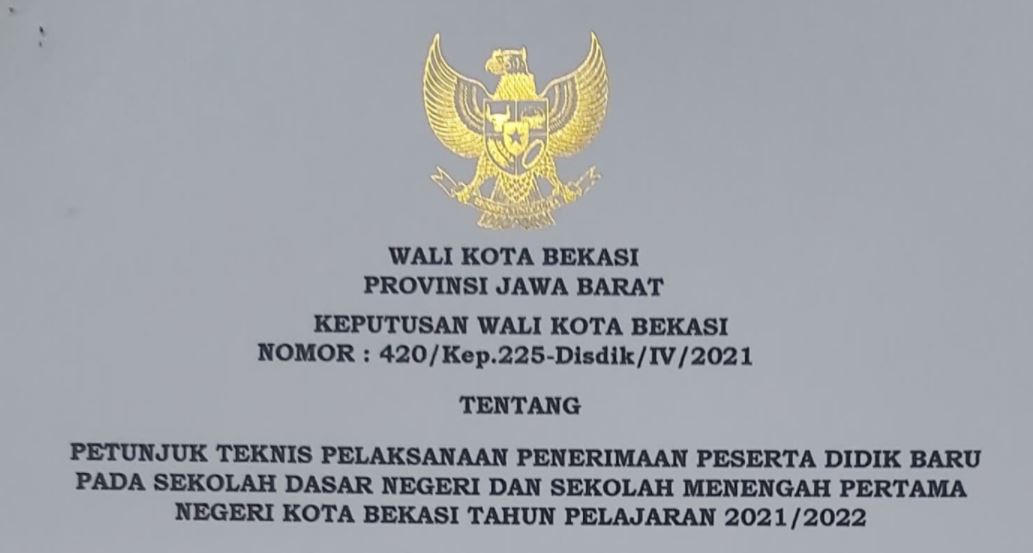 WALI KOTA BEKASI
PROVINSI JAWA BARAT
KEPUTUSAN WALI KOTA BEKASI
NOMOR : 420/Kep.225-Disdik/IV/2021
TENTANG
PETUNJUK TEKNIS PELAKSANAAN PENERIMAAN PESERTA DIDIK BARU
PADA SEKOLAH DASAR NEGERI DAN SEKOLAH MENENGAH PERTAMA
NEGERI KOTA BEKASI TAHUN PELAJARAN 2021/2022